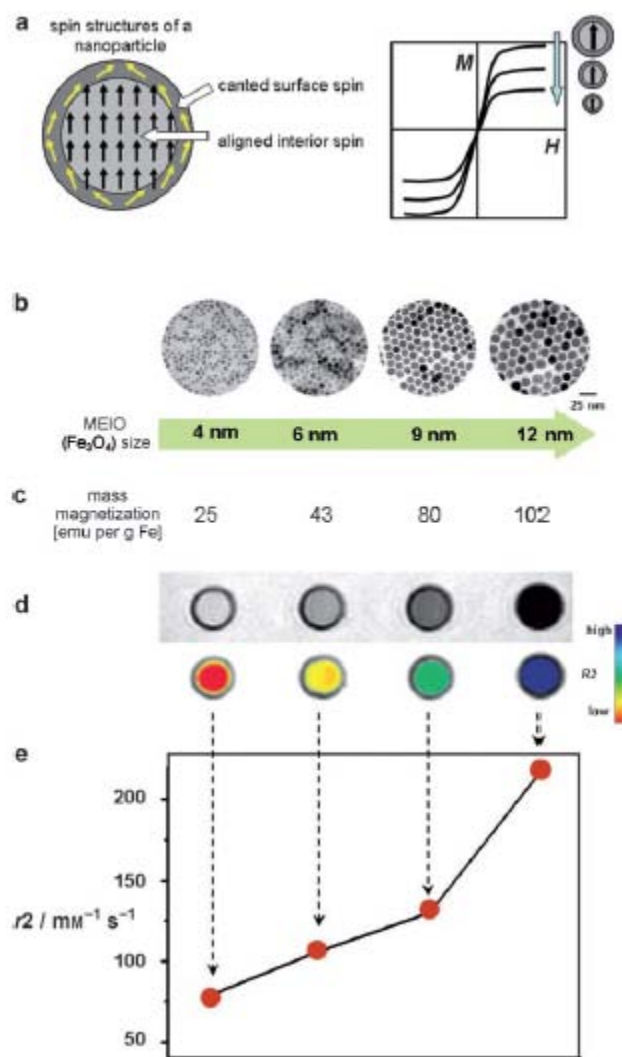 a
spin structures of a
nanoparticle
canted surface spin
aligned interior spin
M
H
b
25 nm
MEIO
(Fe₃O₄) size
4 nm 6 nm 9 nm 12 nm
c
mass
magnetization
[emu per g Fe]
25 43 80 102
d
high
R2
low
e
200
150
r2 / mM⁻¹ s⁻¹
100
50